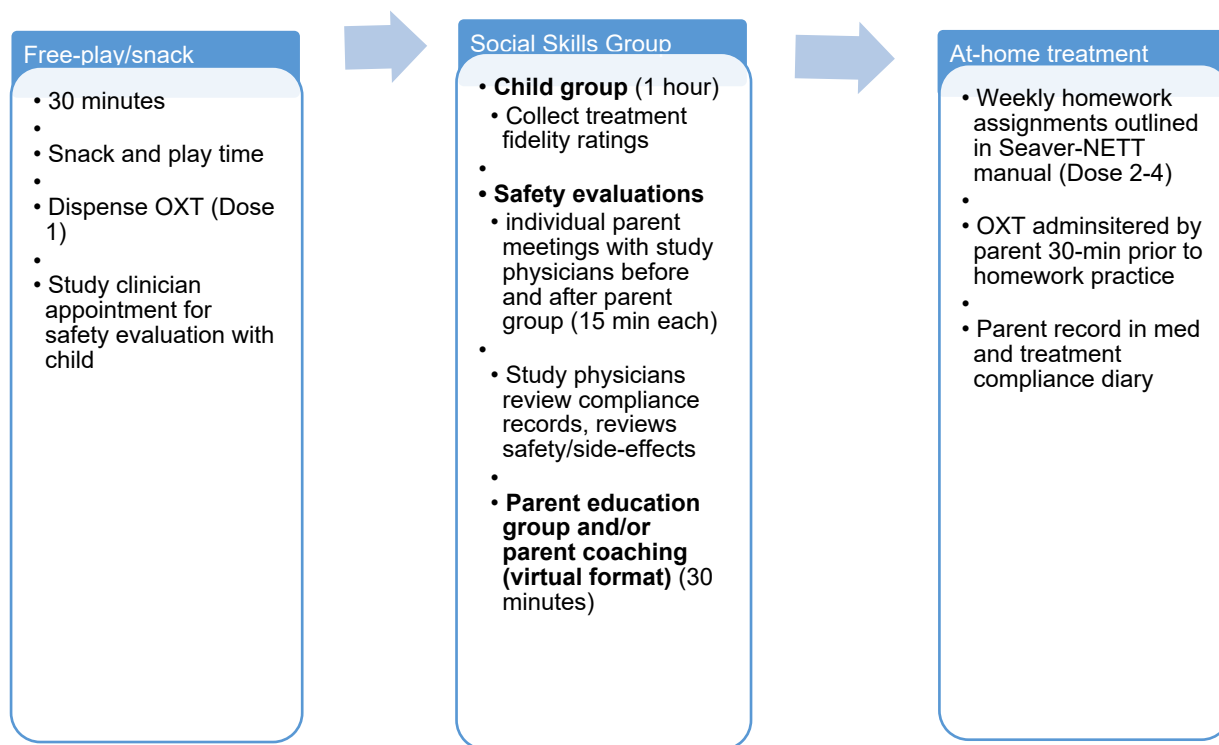 Free-play/snack
• 30 minutes
•
• Snack and play time
•
• Dispense OXT (Dose
1)
•
• Study clinician
appointment for
safety evaluation with
child
Social Skills Group
• Child group (1 hour)
• Collect treatment
fidelity ratings
•
• Safety evaluations
• individual parent
meetings with study
physicians before
and after parent
group (15 min each)
•
• Study physicians
review compliance
records, reviews
safety/side-effects
•
• Parent education
group and/or
parent coaching
(virtual format) (30
minutes)
At-home treatment
• Weekly homework
assignments outlined
in Seaver-NETT
manual (Dose 2-4)
•
• OXT adminsitered by
parent 30-min prior to
homework practice
•
• Parent record in med
and treatment
compliance diary